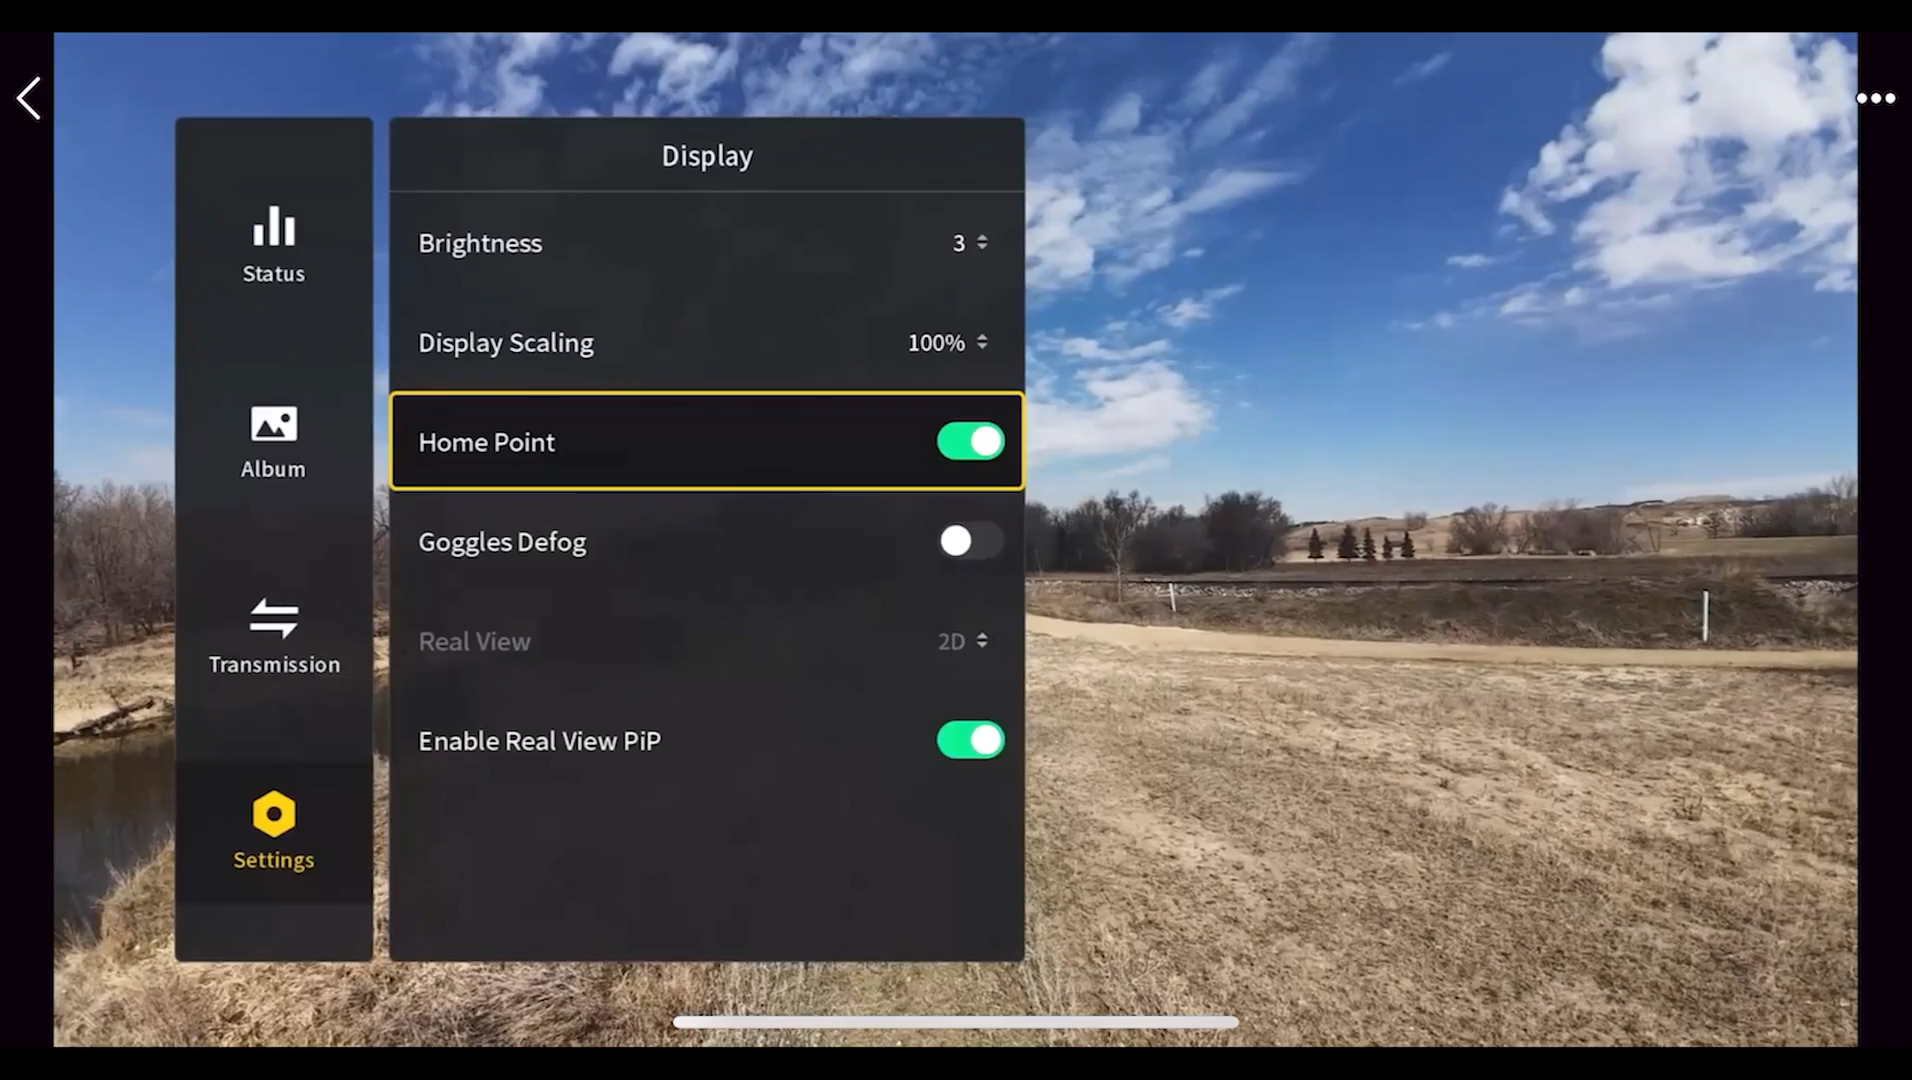 Display
Status
Album
Transmission
Settings
Brightness 3
Display Scaling 100%
Home Point
Goggles Defog
Real View 2D
Enable Real View PiP